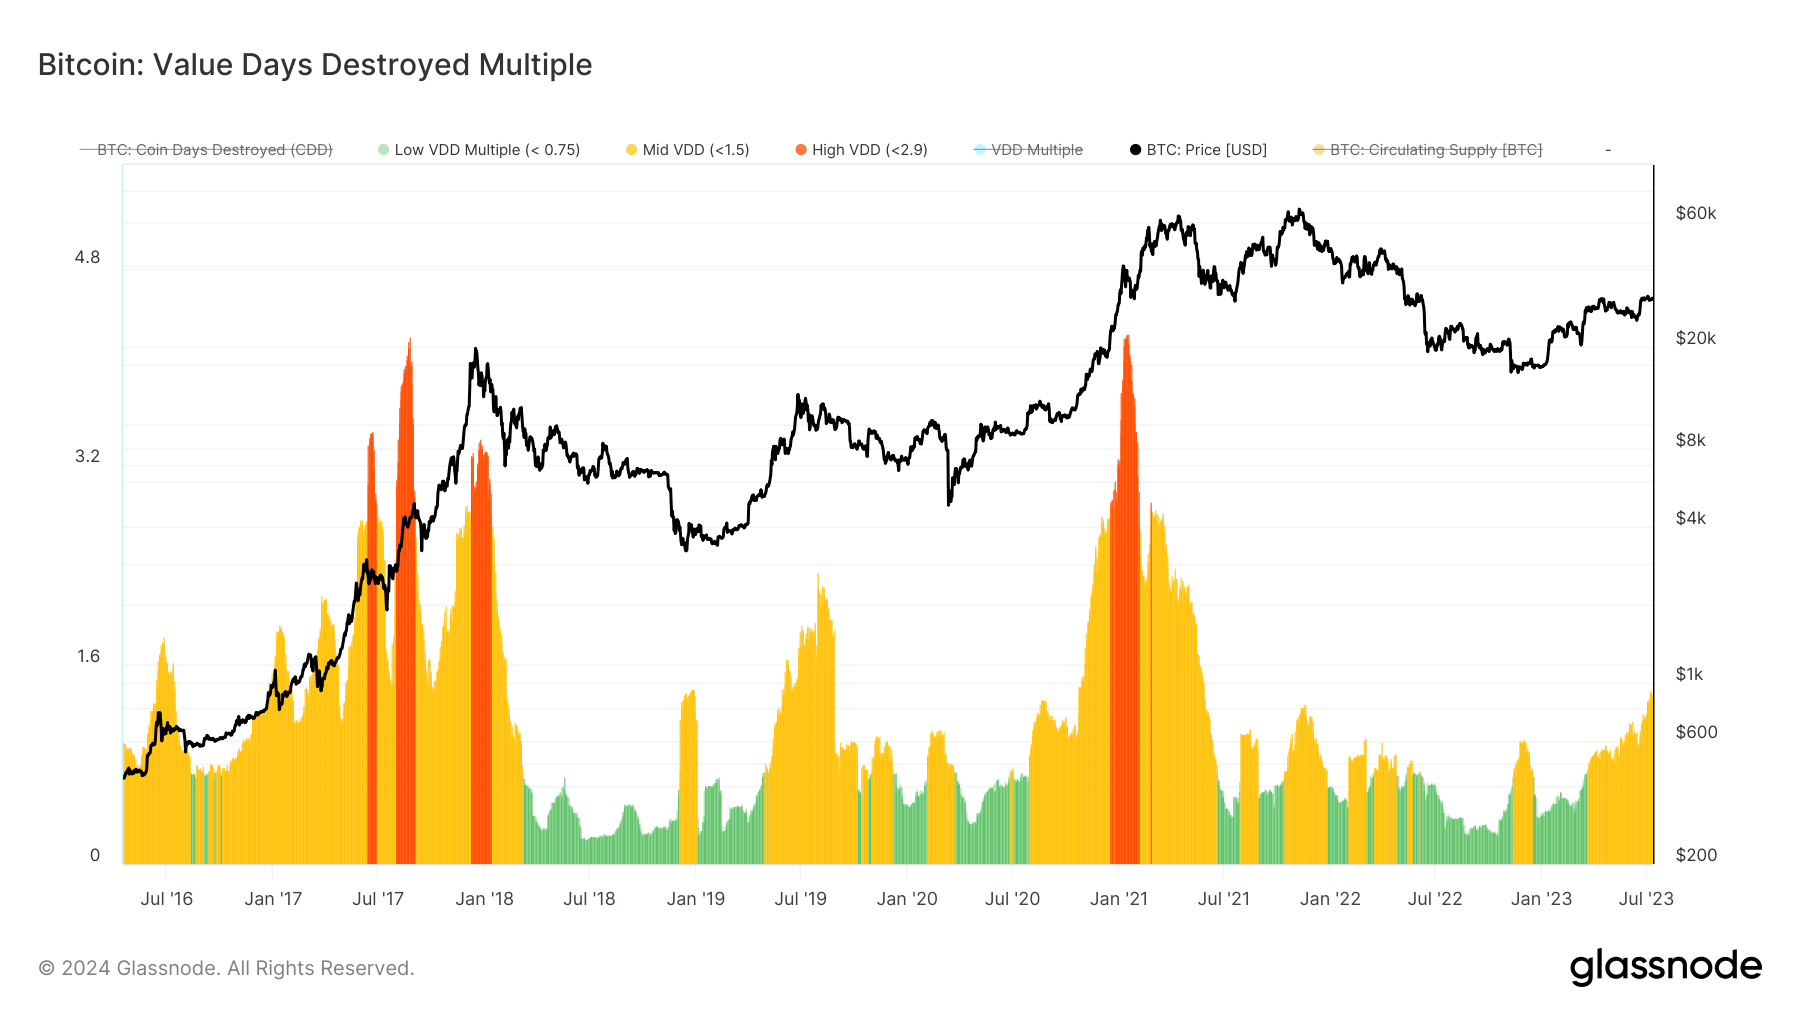 Bitcoin: Value Days Destroyed Multiple
BTC: Coin Days Destroyed (CDD) Low VDD Multiple (< 0.75) Mid VDD (<1.5) High VDD (<2.9) VDD Multiple BTC: Price [USD] BTC: Circulating Supply [BTC] -
$60k
4.8
$20k
$8k
3.2
$4k
1.6
$1k
$600
0
$200
Jul '16 Jan '17 Jul '17 Jan '18 Jul '18 Jan '19 Jul '19 Jan '20 Jul '20 Jan '21 Jul '21 Jan '22 Jul '22 Jan '23 Jul '23
© 2024 Glassnode. All Rights Reserved.
glassnode